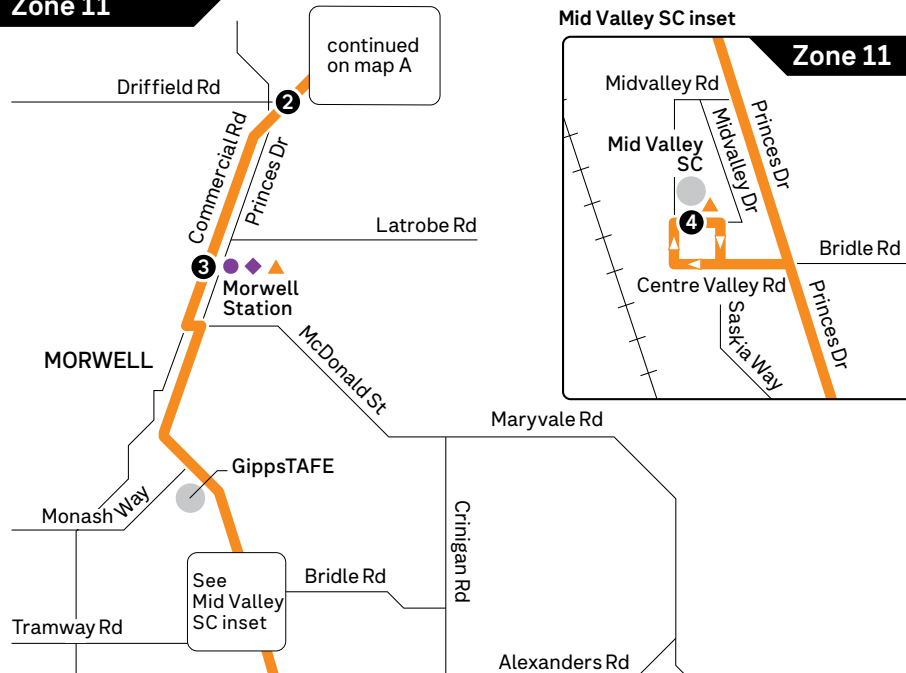 Zone 11
continued
on map A
Driffield Rd
2
Commercial Rd
Princes Dr
Latrobe Rd
3
Morwell
Station
MORWELL
McDonald St
Maryvale Rd
GippsTAFE
Monash Way
Crinigan Rd
See
Mid Valley
SC inset
Bridle Rd
Tramway Rd
Alexanders Rd
Mid Valley SC inset
Zone 11
Midvalley Rd
Princes Dr
Midvalley Dr
Mid Valley
SC
4
Bridle Rd
Centre Valley Rd
Saskia Way
Princes Dr